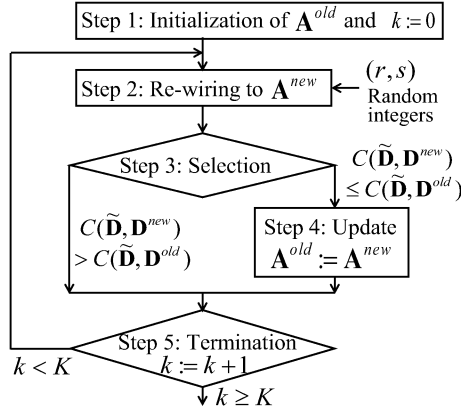 Step 1: Initialization of A^old and k := 0
Step 2: Re-wiring to A^new
(r, s)
Random
integers
Step 3: Selection
C(D̃, D^new)
≤ C(D̃, D^old)
C(D̃, D^new)
> C(D̃, D^old)
Step 4: Update
A^old := A^new
Step 5: Termination
k := k + 1
k < K
k ≥ K